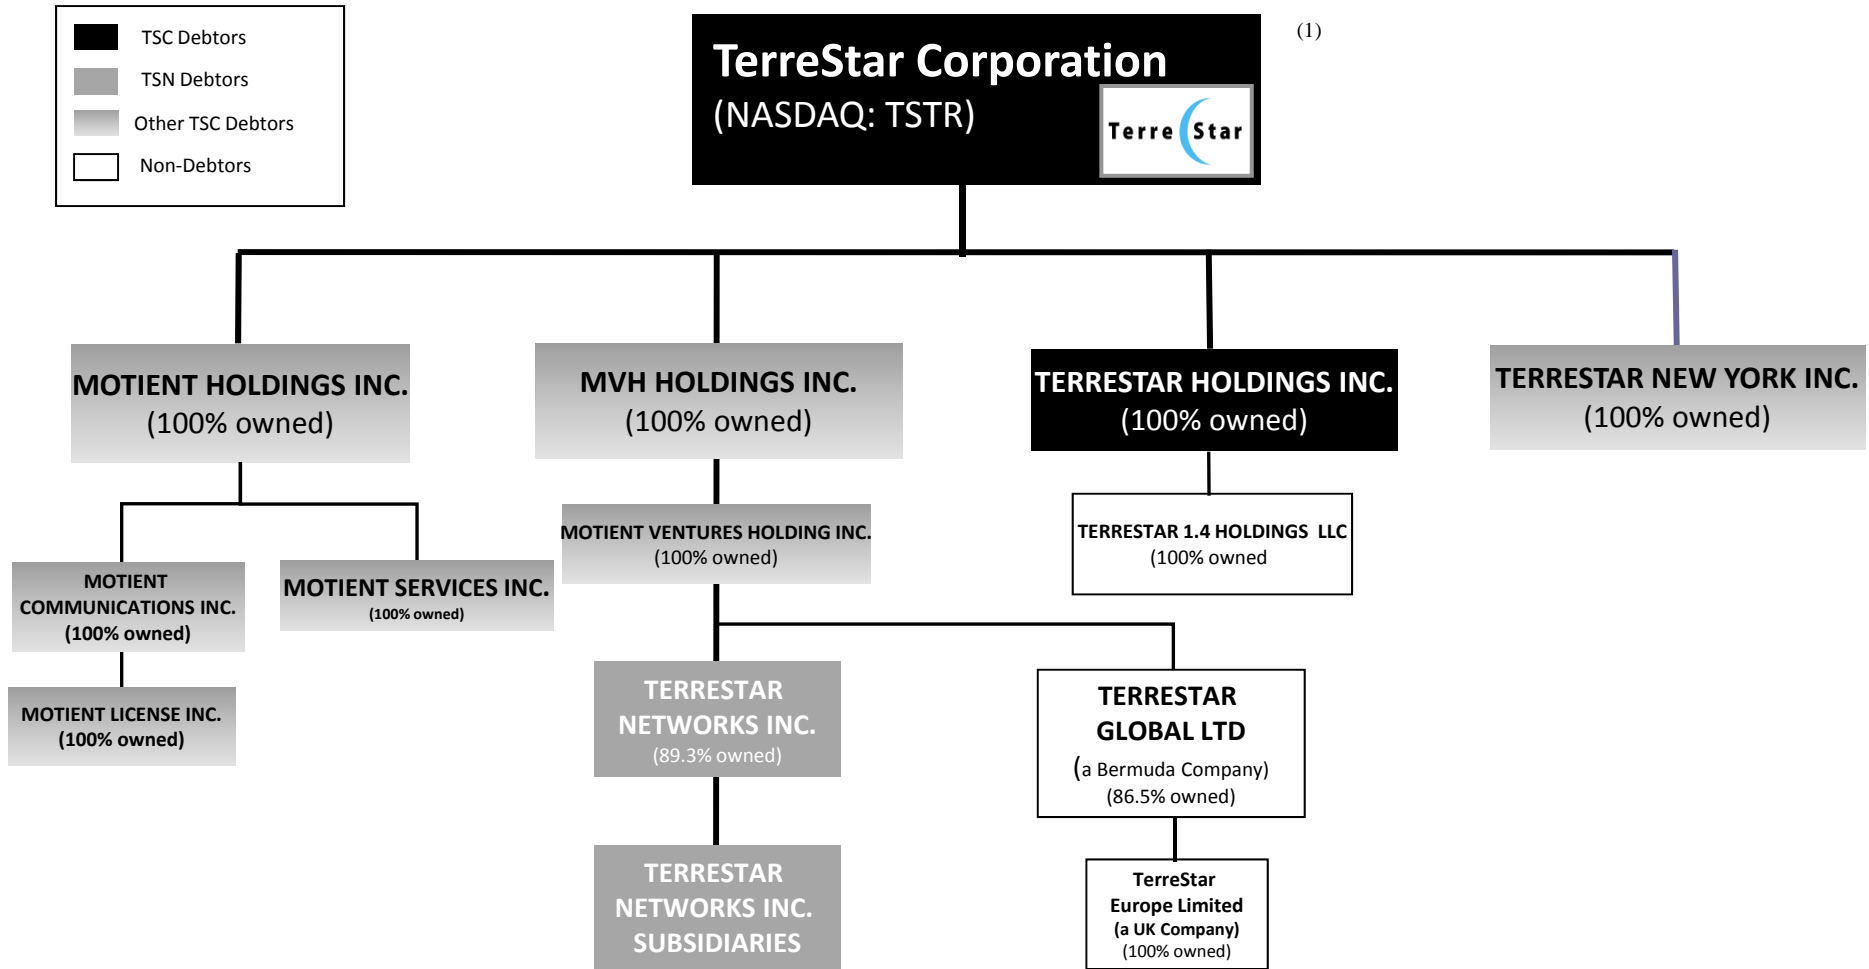 TSC Debtors
TSN Debtors
Other TSC Debtors
Non-Debtors
TerreStar Corporation
(NASDAQ: TSTR)
Terre Star
(1)
MOTIENT HOLDINGS INC.
(100% owned)
MVH HOLDINGS INC.
(100% owned)
TERRESTAR HOLDINGS INC.
(100% owned)
TERRESTAR NEW YORK INC.
(100% owned)
MOTIENT
COMMUNICATIONS INC.
(100% owned)
MOTIENT SERVICES INC.
(100% owned)
MOTIENT LICENSE INC.
(100% owned)
MOTIENT VENTURES HOLDING INC.
(100% owned)
TERRESTAR 1.4 HOLDINGS LLC
(100% owned
TERRESTAR
NETWORKS INC.
(89.3% owned)
TERRESTAR
GLOBAL LTD
(a Bermuda Company)
(86.5% owned)
TERRESTAR
NETWORKS INC.
SUBSIDIARIES
TerreStar
Europe Limited
(a UK Company)
(100% owned)